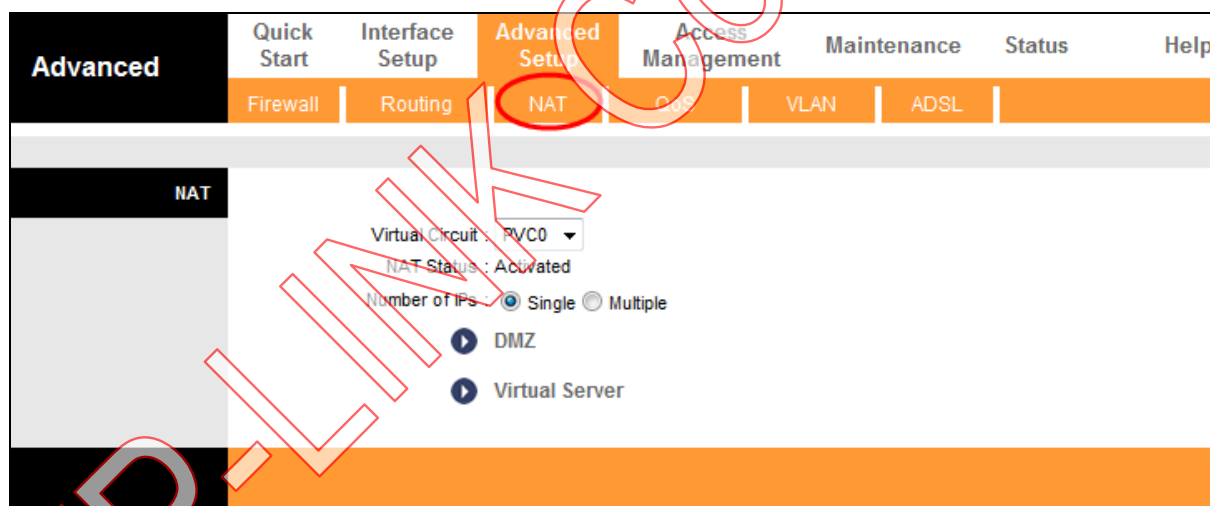 Advanced
Quick Start
Interface Setup
Advanced Setup
Access Management
Maintenance
Status
Help
Firewall
Routing
NAT
QoS
VLAN
ADSL
NAT
Virtual Circuit : PVC0
NAT Status : Activated
Number of IPs : Single Multiple
DMZ
Virtual Server
P-LINK Co